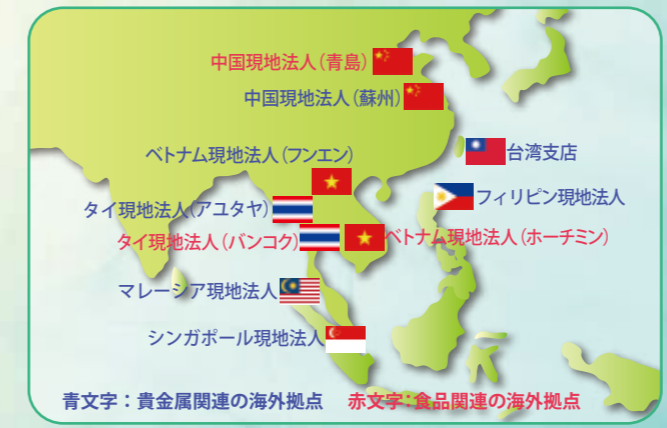 中国現地法人（青島）
中国現地法人（蘇州）
ベトナム現地法人（フンエン）
台湾支店
タイ現地法人（アユタヤ）
フィリピン現地法人
タイ現地法人（バンコク）
ベトナム現地法人（ホーチミン）
マレーシア現地法人
シンガポール現地法人
青文字：貴金属関連の海外拠点　赤文字：食品関連の海外拠点